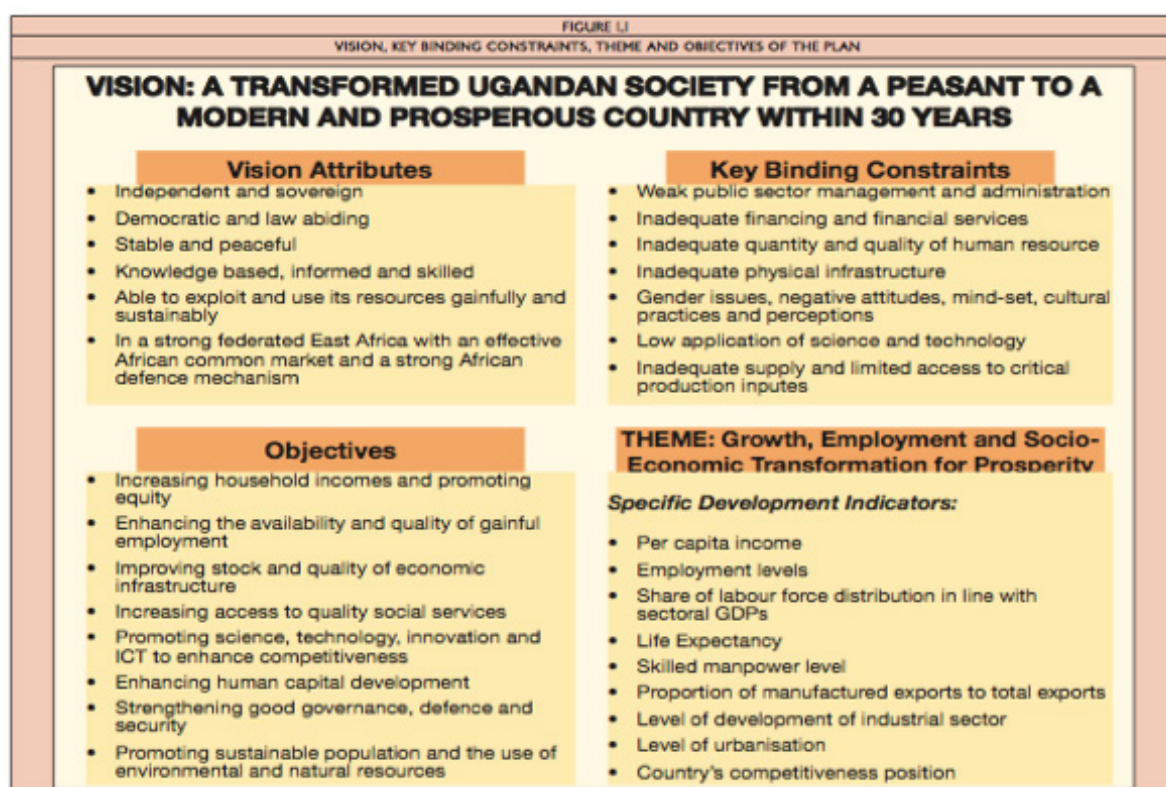 FIGURE 1,1
VISION, KEY BINDING CONSTRAINTS, THEME AND OBJECTIVES OF THE PLAN
VISION: A TRANSFORMED UGANDAN SOCIETY FROM A PEASANT TO A
MODERN AND PROSPEROUS COUNTRY WITHIN 30 YEARS
Vision Attributes
• Independent and sovereign
• Democratic and law abiding
• Stable and peaceful
• Knowledge based, informed and skilled
• Able to exploit and use its resources gainfully and
sustainably
• In a strong federated East Africa with an effective
African common market and a strong African
defence mechanism
Key Binding Constraints
• Weak public sector management and administration
• Inadequate financing and financial services
• Inadequate quantity and quality of human resource
• Inadequate physical infrastructure
• Gender issues, negative attitudes, mind-set, cultural
practices and perceptions
• Low application of science and technology
• Inadequate supply and limited access to critical
production inputes
Objectives
• Increasing household incomes and promoting
equity
• Enhancing the availability and quality of gainful
employment
• Improving stock and quality of economic
infrastructure
• Increasing access to quality social services
• Promoting science, technology, innovation and
ICT to enhance competitiveness
• Enhancing human capital development
• Strengthening good governance, defence and
security
• Promoting sustainable population and the use of
environmental and natural resources
THEME: Growth, Employment and Socio-
Economic Transformation for Prosperity
Specific Development Indicators:
• Per capita income
• Employment levels
• Share of labour force distribution in line with
sectoral GDPs
• Life Expectancy
• Skilled manpower level
• Proportion of manufactured exports to total exports
• Level of development of industrial sector
• Level of urbanisation
• Country's competitiveness position